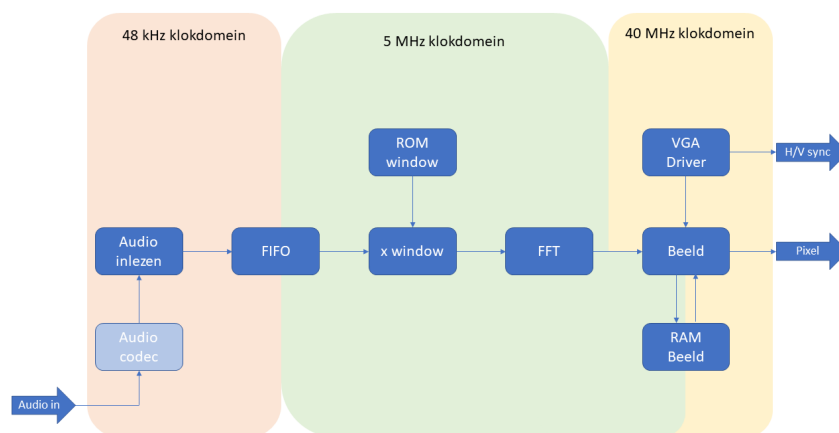 48 kHz klokdomein
5 MHz klokdomein
40 MHz klokdomein
ROM
window
VGA
Driver
H/V sync
Audio
inlezen
FIFO
x window
FFT
Beeld
Pixel
Audio
codec
RAM
Beeld
Audio in